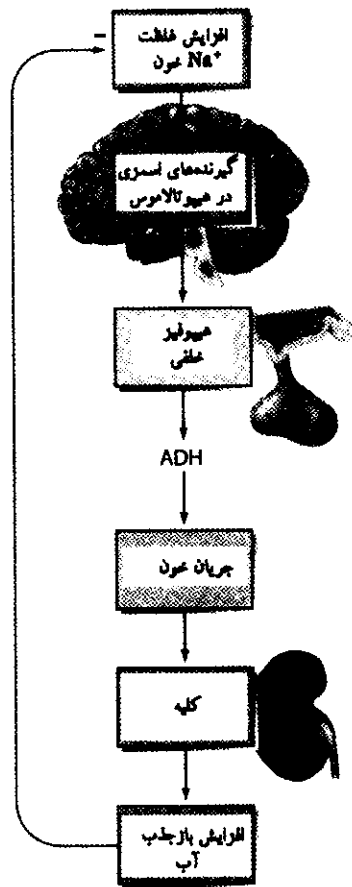 –
افزایش غلظت
Na⁺ خون
گیرنده‌های اسمزی
در هیپوتالاموس
هیپوفیز
خلفی
ADH
جریان خون
کلیه
افزایش بازجذب
آب